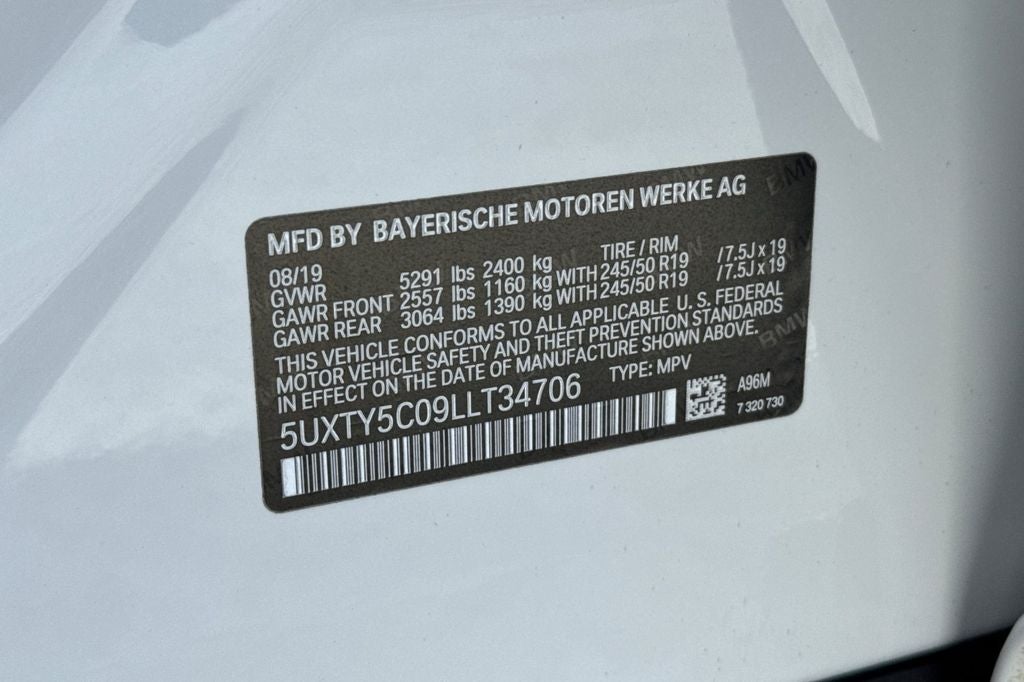 MFD BY BAYERISCHE MOTOREN WERKE AG
08/19 5291 lbs 2400 kg TIRE / RIM
GVWR
GAWR FRONT 2557 lbs 1160 kg WITH 245/50 R19 /7.5J x 19
GAWR REAR 3064 lbs 1390 kg WITH 245/50 R19 /7.5J x 19
THIS VEHICLE CONFORMS TO ALL APPLICABLE U. S. FEDERAL
MOTOR VEHICLE SAFETY AND THEFT PREVENTION STANDARDS
IN EFFECT ON THE DATE OF MANUFACTURE SHOWN ABOVE.
5UXTY5C09LLT34706 TYPE: MPV
A96M
7 320 730
BMW
BMW